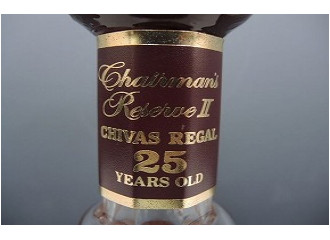 Chairman's
Reserve II
CHIVAS REGAL
25
YEARS OLD